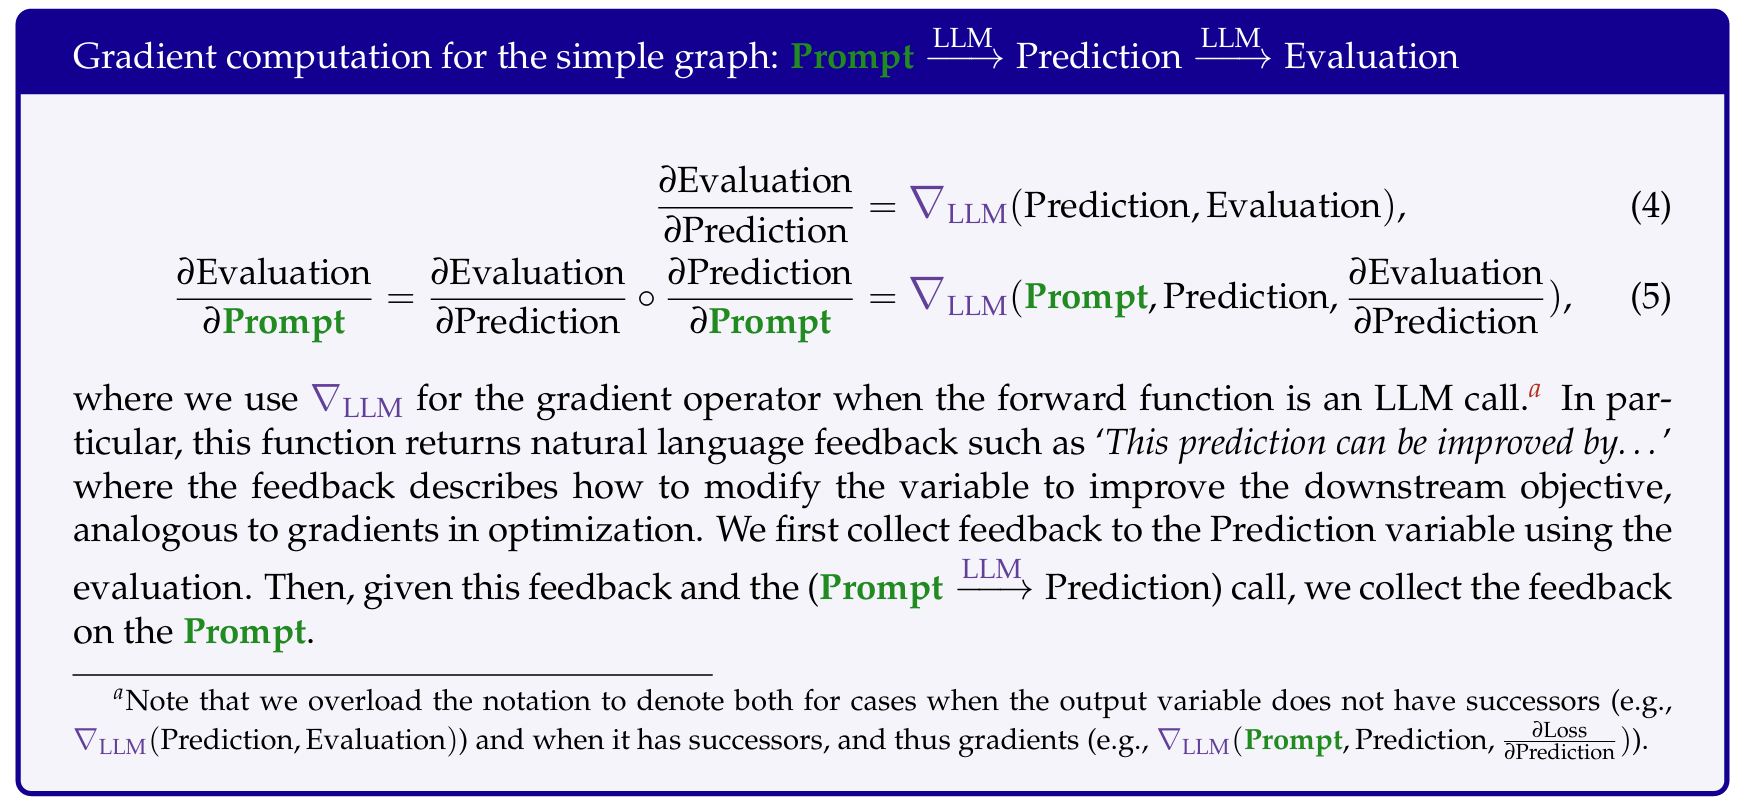 Gradient computation for the simple graph: Prompt $\xrightarrow{\text{LLM}}$ Prediction $\xrightarrow{\text{LLM}}$ Evaluation
$\frac{\partial \text{Evaluation}}{\partial \text{Prediction}} = \nabla_{\text{LLM}}(\text{Prediction}, \text{Evaluation}),$ (4)
$\frac{\partial \text{Evaluation}}{\partial \text{Prompt}} = \frac{\partial \text{Evaluation}}{\partial \text{Prediction}} \circ \frac{\partial \text{Prediction}}{\partial \text{Prompt}} = \nabla_{\text{LLM}}(\text{Prompt}, \text{Prediction}, \frac{\partial \text{Evaluation}}{\partial \text{Prediction}}),$ (5)
where we use $\nabla_{\text{LLM}}$ for the gradient operator when the forward function is an LLM call.$^a$ In par-
ticular, this function returns natural language feedback such as ‘This prediction can be improved by…’
where the feedback describes how to modify the variable to improve the downstream objective,
analogous to gradients in optimization. We first collect feedback to the Prediction variable using the
evaluation. Then, given this feedback and the (Prompt $\xrightarrow{\text{LLM}}$ Prediction) call, we collect the feedback
on the Prompt.
$^a$Note that we overload the notation to denote both for cases when the output variable does not have successors (e.g.,
$\nabla_{\text{LLM}}(\text{Prediction}, \text{Evaluation})$) and when it has successors, and thus gradients (e.g., $\nabla_{\text{LLM}}(\text{Prompt}, \text{Prediction}, \frac{\partial \text{Loss}}{\partial \text{Prediction}})$).